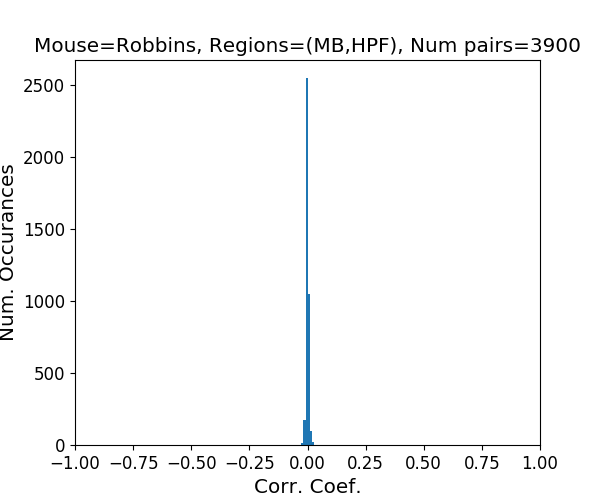 Mouse=Robbins, Regions=(MB,HPF), Num pairs=3900
Num. Occurances
2500
2000
1500
1000
500
0
−1.00 −0.75 −0.50 −0.25 0.00 0.25 0.50 0.75 1.00
Corr. Coef.